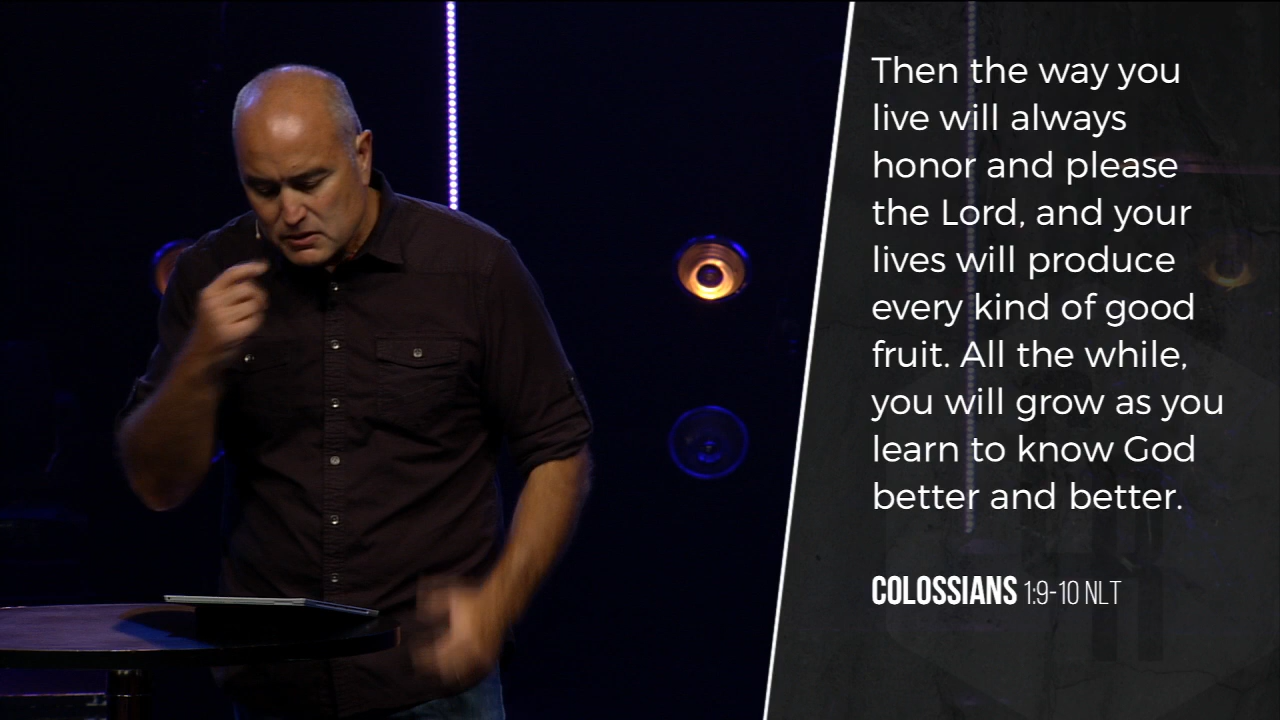 Then the way you
live will always
honor and please
the Lord, and your
lives will produce
every kind of good
fruit. All the while,
you will grow as you
learn to know God
better and better.
COLOSSIANS 1:9-10 NLT